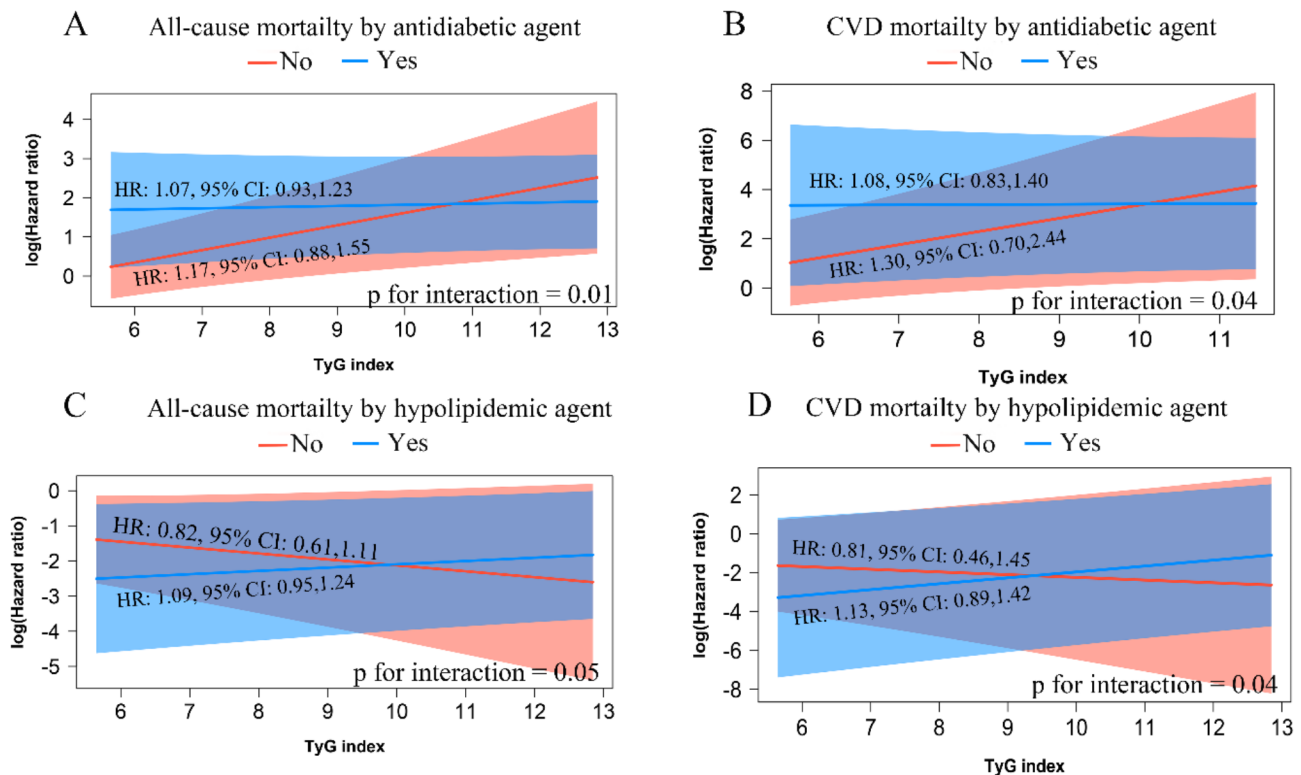 A
All-cause mortailty by antidiabetic agent
No Yes
log(Hazard ratio)
4
3
2
1
0
HR: 1.07, 95% CI: 0.93,1.23
HR: 1.17, 95% CI: 0.88,1.55
p for interaction = 0.01
6 7 8 9 10 11 12 13
TyG index
B
CVD mortailty by antidiabetic agent
No Yes
log(Hazard ratio)
8
6
4
2
0
HR: 1.08, 95% CI: 0.83,1.40
HR: 1.30, 95% CI: 0.70,2.44
p for interaction = 0.04
6 7 8 9 10 11
TyG index
C
All-cause mortailty by hypolipidemic agent
No Yes
log(Hazard ratio)
0
-1
-2
-3
-4
-5
HR: 0.82, 95% CI: 0.61,1.11
HR: 1.09, 95% CI: 0.95,1.24
p for interaction = 0.05
6 7 8 9 10 11 12 13
TyG index
D
CVD mortailty by hypolipidemic agent
No Yes
log(Hazard ratio)
2
0
-2
-4
-6
-8
HR: 0.81, 95% CI: 0.46,1.45
HR: 1.13, 95% CI: 0.89,1.42
p for interaction = 0.04
6 7 8 9 10 11 12 13
TyG index